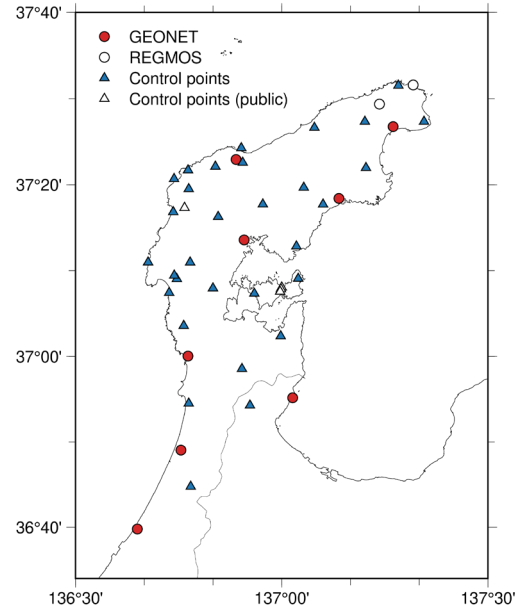 37°40'
GEONET
REGMOS
Control points
Control points (public)
37°20'
37°00'
36°40'
136°30'
137°00'
137°30'